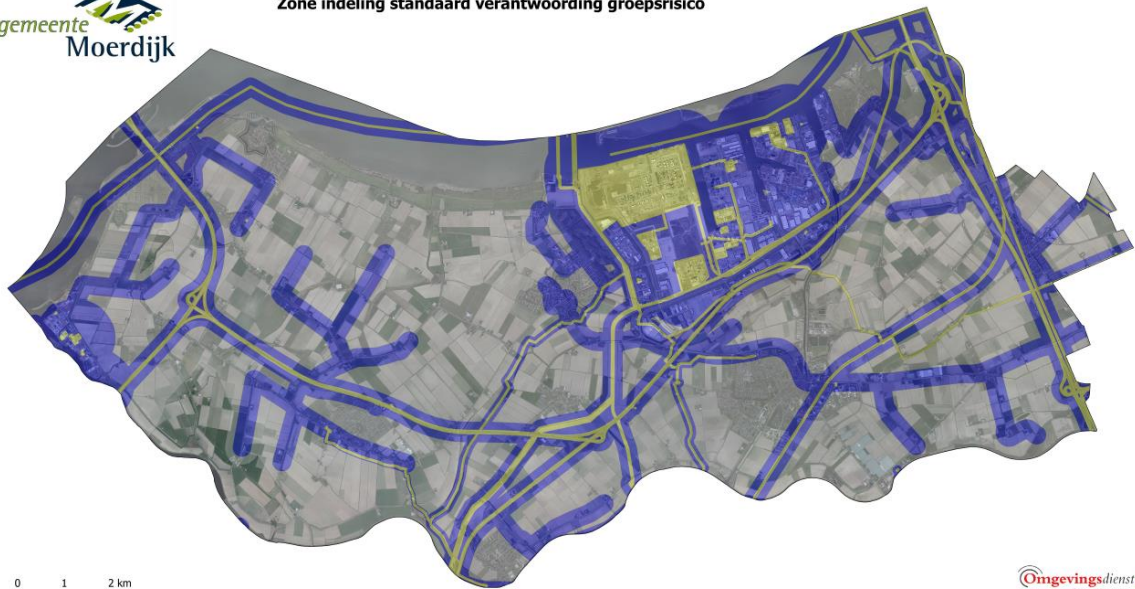 Zone indeling standaard verantwoording groepsrisico
gemeente
Moerdijk
0 1 2 km
Omgevingsdienst